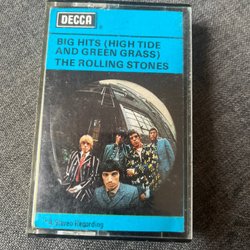 DECCA
BIG HITS (HIGH TIDE
AND GREEN GRASS)
THE ROLLING STONES
Stereo Recording